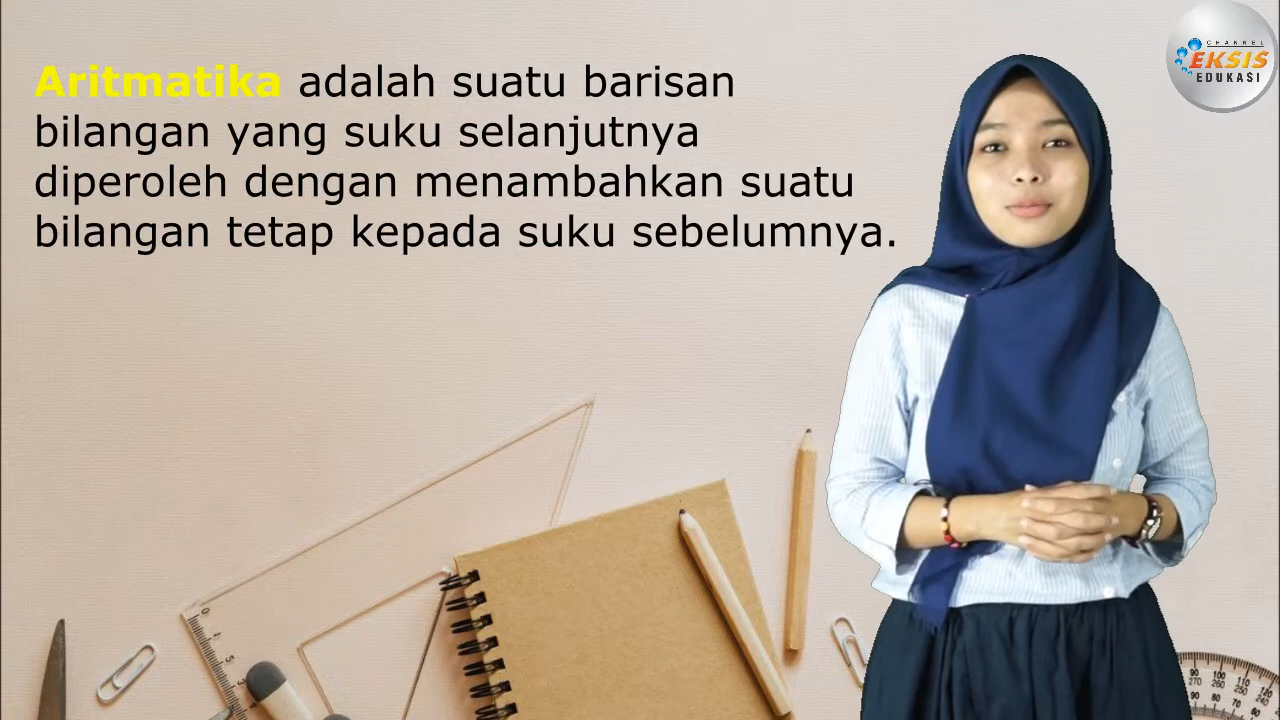 Aritmatika adalah suatu barisan
bilangan yang suku selanjutnya
diperoleh dengan menambahkan suatu
bilangan tetap kepada suku sebelumnya.
CHANNEL
EKSIS
EDUKASI